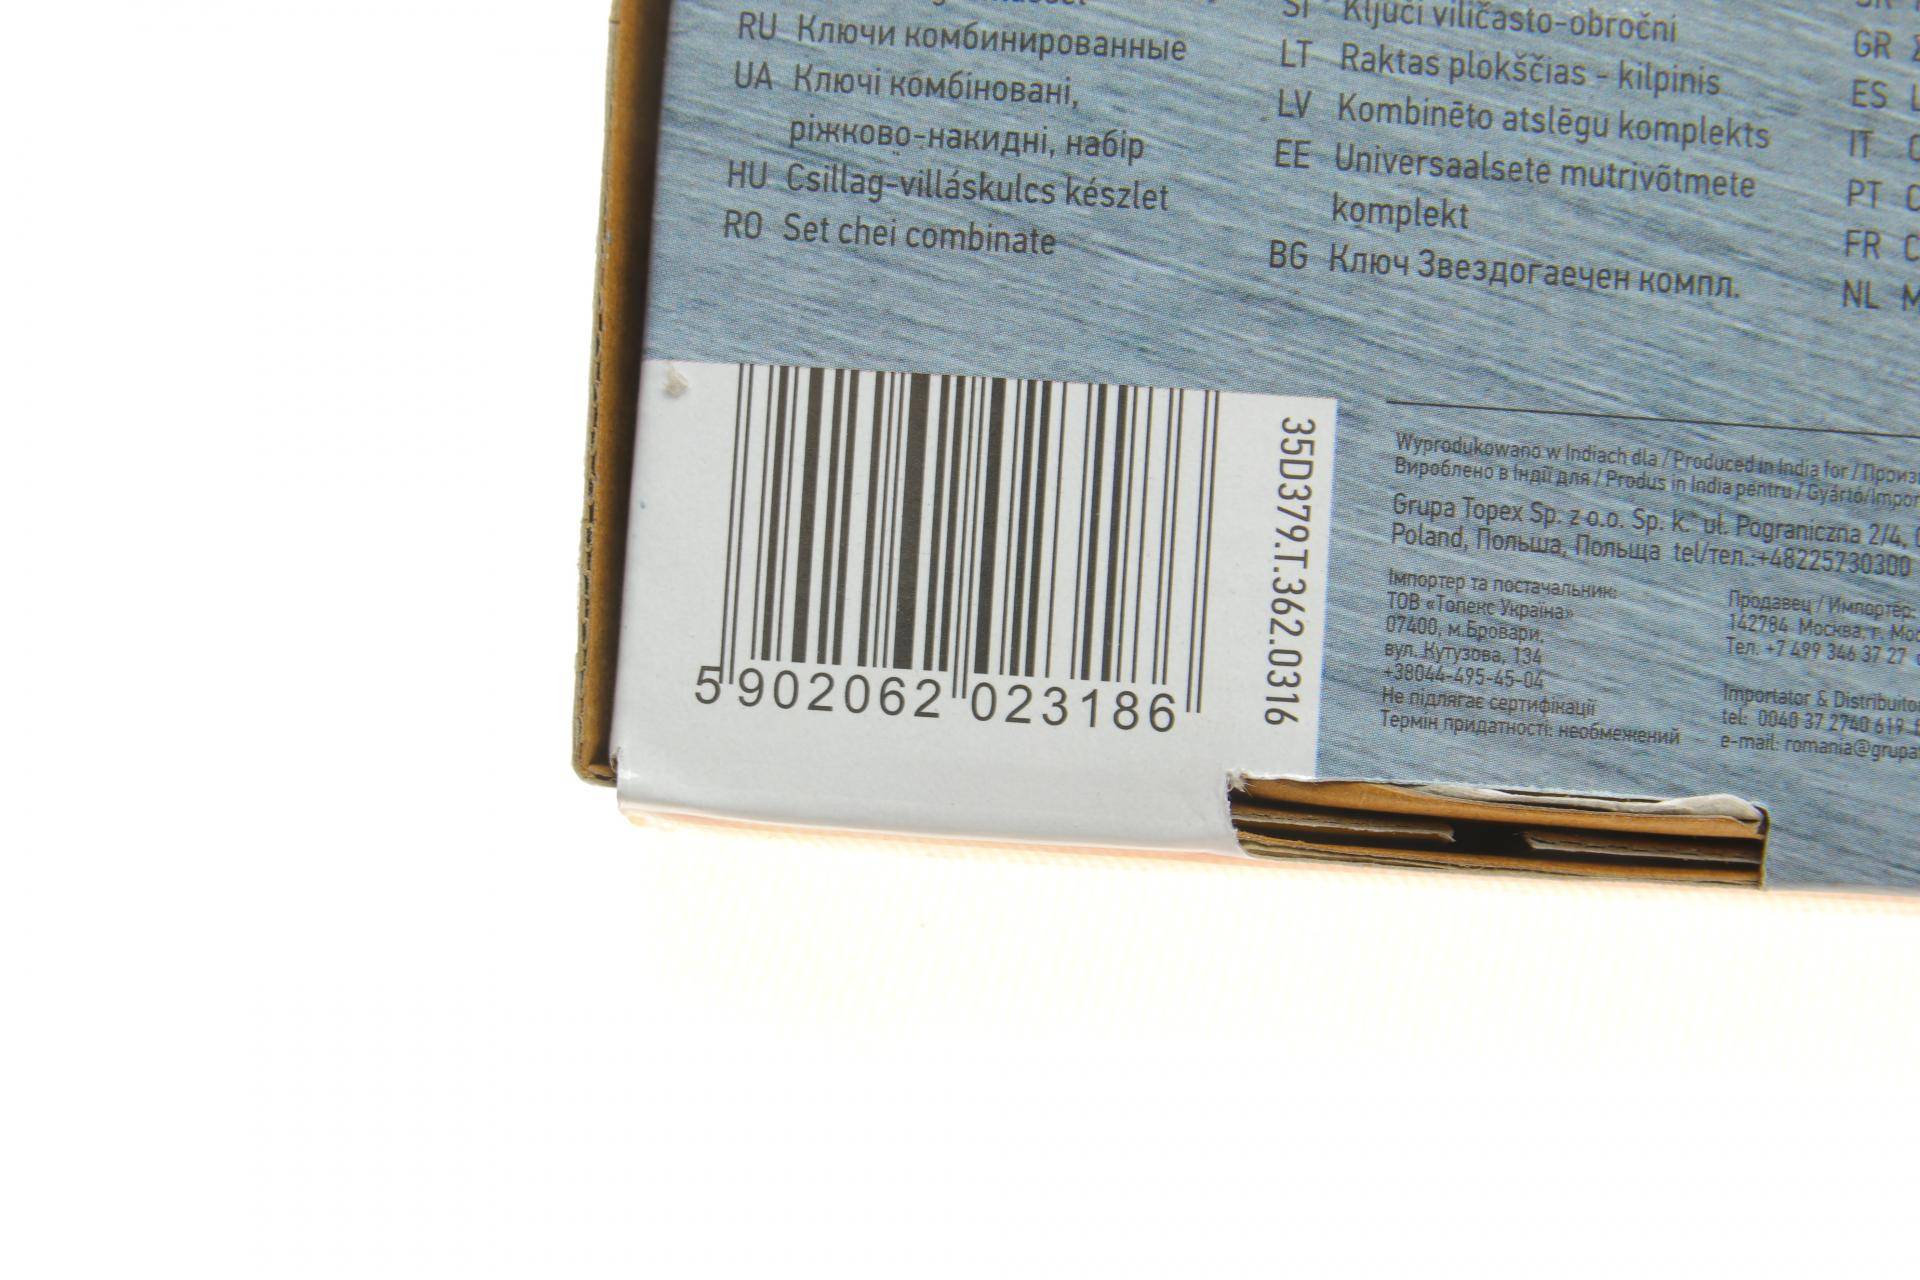 RU Ключи комбинированные
UA Ключі комбіновані,
ріжково-накидні, набір
HU Csillag-villáskulcs készlet
RO Set chei combinate
SI Ključi viličasto-obročni
LT Raktas plokščias - kilpinis
LV Kombinēto atslēgu komplekts
EE Universaalsete mutrivõtmete
komplekt
BG Ключ Звездогаечен компл.
GR
ES
IT
PT
FR
NL
5 902062 023186
35D379.T.362.0316
Wyprodukowano w Indiach dla / Produced in India for /
Вироблено в Індії для / Produs in India pentru / Gyártó/Impor
Grupa Topex Sp. z o.o. Sp. k. ul. Pograniczna 2/4,
Poland, Польша, Польща tel/тел.:+48225730300
Імпортер та постачальник:
ТОВ «Топекс Україна»
07400, м.Бровари,
вул. Кутузова, 134
+38044-495-45-04
Не підлягає сертифікації
Термін придатності: необмежений
Продавец / Импортер:
142784 Москва, г. Мос
Тел. +7 499 346 37 27
Importator & Distribuito
tel: 0040 37 2740 619
e-mail: romania@grupa